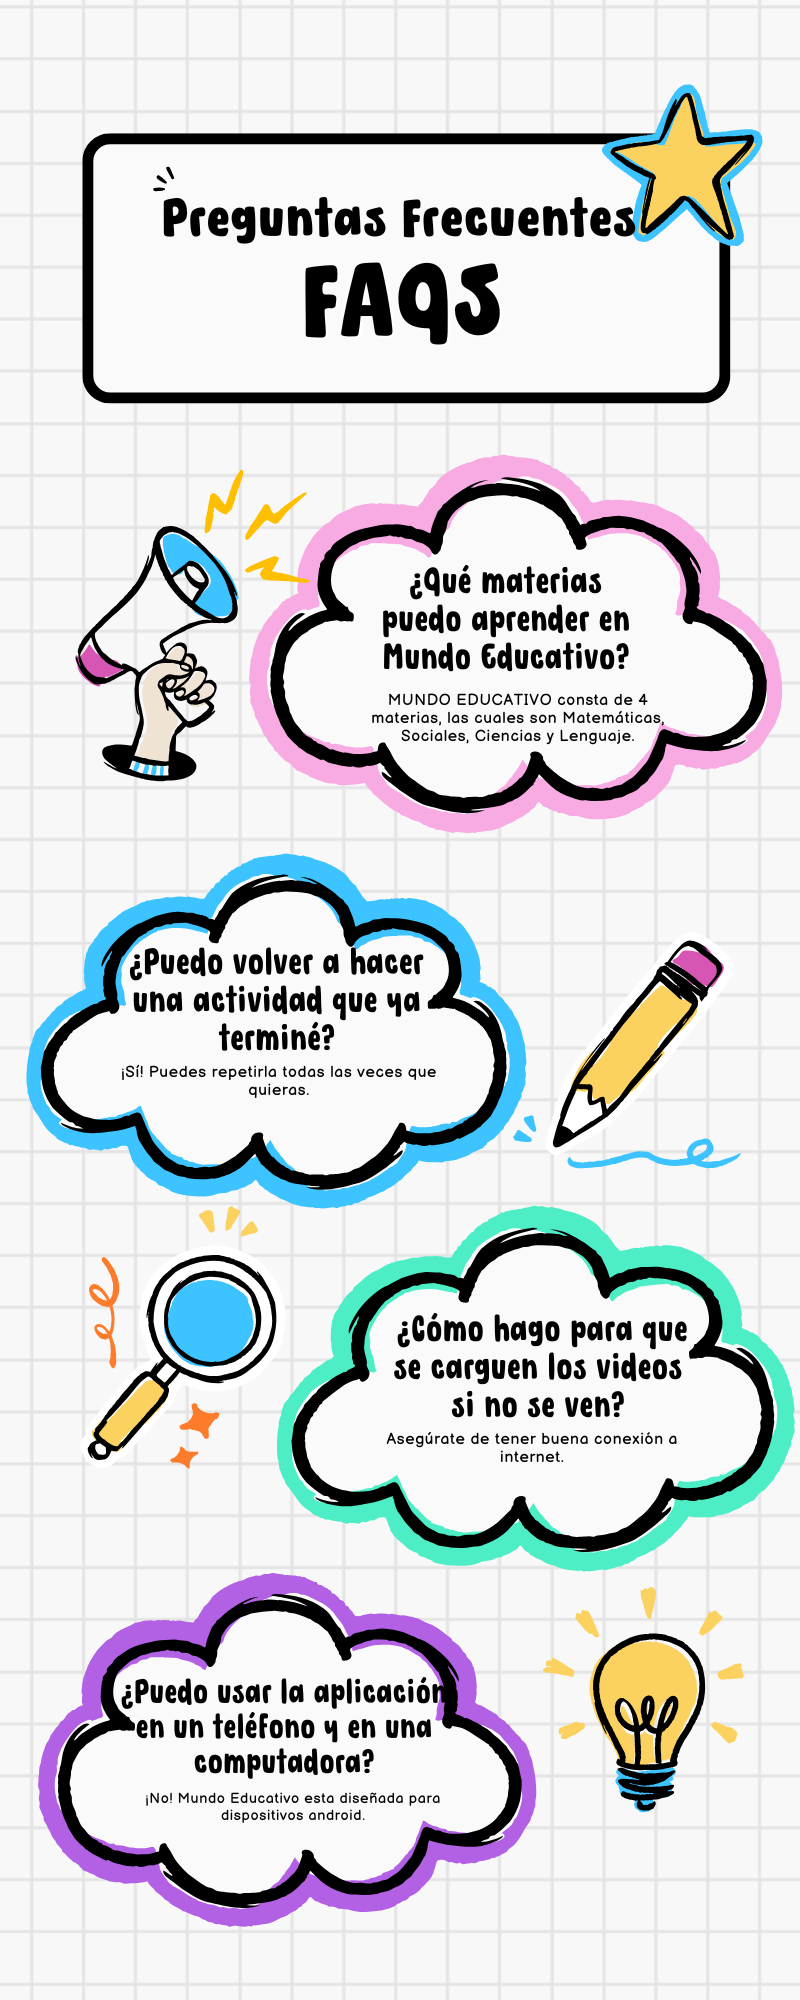 Preguntas Frecuentes
FAQS
¿Qué materias
puedo aprender en
Mundo Educativo?
MUNDO EDUCATIVO consta de 4
materias, las cuales son Matemáticas,
Sociales, Ciencias y Lenguaje.
¿Puedo volver a hacer
una actividad que ya
terminé?
¡Sí! Puedes repetirla todas las veces que
quieras.
¿Cómo hago para que
se carguen los videos
si no se ven?
Asegúrate de tener buena conexión a
internet.
¿Puedo usar la aplicación
en un teléfono y en una
computadora?
¡No! Mundo Educativo esta diseñada para
dispositivos android.